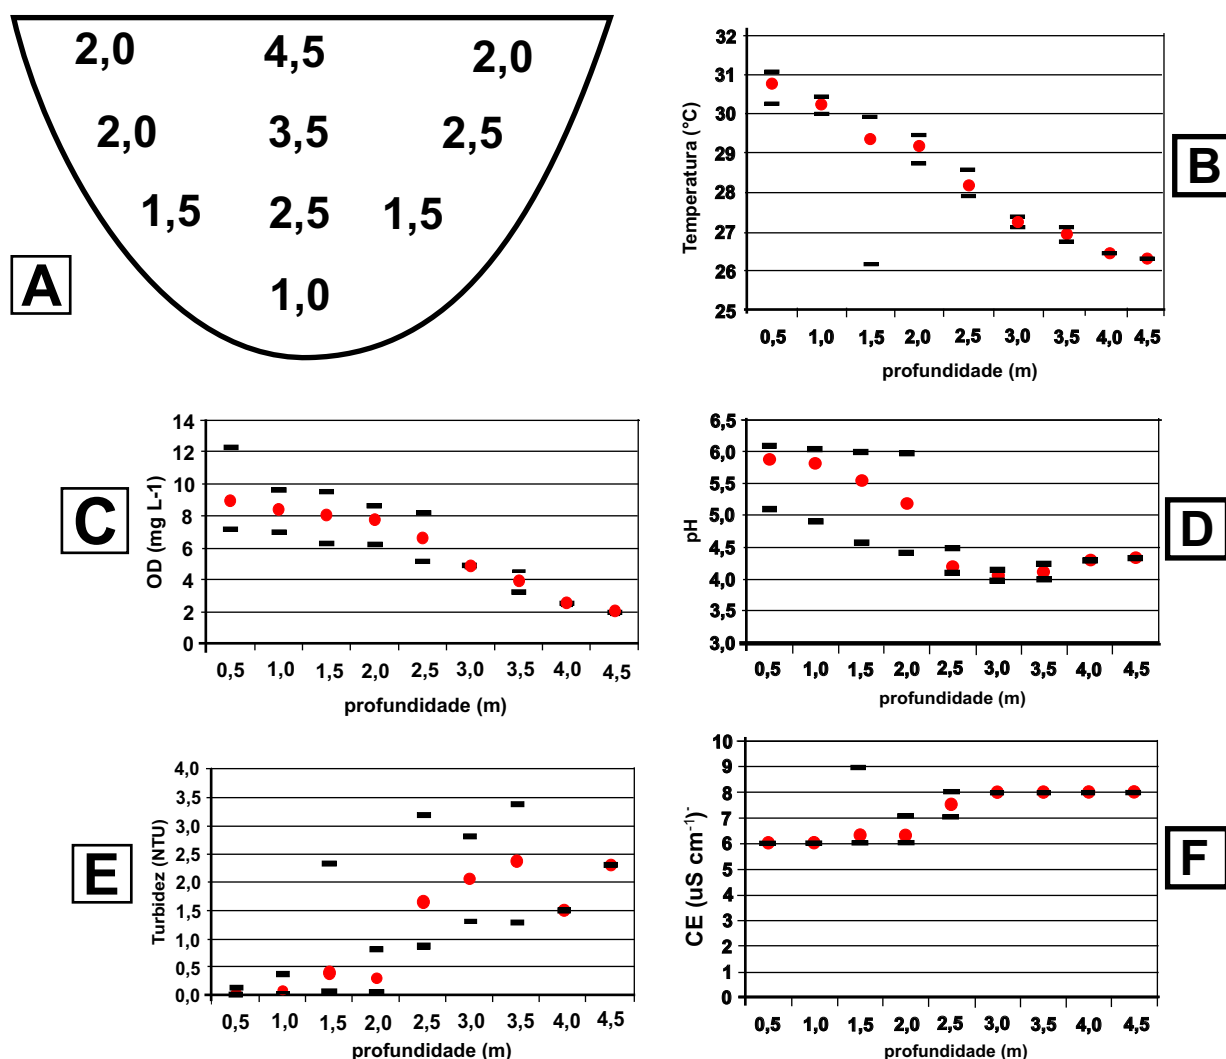 2,0 4,5 2,0
2,0 3,5 2,5
1,5 2,5 1,5
1,0
A
32
31
30
29
28
27
26
25
Temperatura (°C)
0,5 1,0 1,5 2,0 2,5 3,0 3,5 4,0 4,5
profundidade (m)
B
C
14
12
10
8
6
4
2
0
OD (mg L-1)
0,5 1,0 1,5 2,0 2,5 3,0 3,5 4,0 4,5
profundidade (m)
6,5
6,0
5,5
5,0
4,5
4,0
3,5
3,0
pH
0,5 1,0 1,5 2,0 2,5 3,0 3,5 4,0 4,5
profundidade (m)
D
E
4,0
3,5
3,0
2,5
2,0
1,5
1,0
0,5
0,0
Turbidez (NTU)
0,5 1,0 1,5 2,0 2,5 3,0 3,5 4,0 4,5
profundidade (m)
10
9
8
7
6
5
4
3
2
1
0
CE (uS cm⁻¹)⁻
0,5 1,0 1,5 2,0 2,5 3,0 3,5 4,0 4,5
profundidade (m)
F